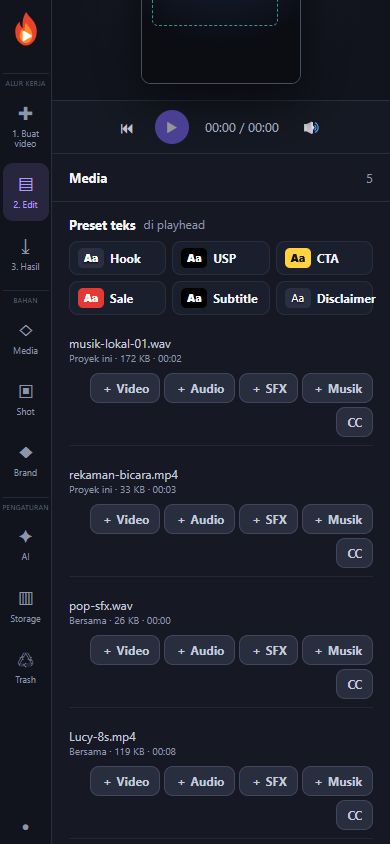 ALUR KERJA
1. Buat
video
2. Edit
3. Hasil
BAHAN
Media
Shot
Brand
PENGATURAN
AI
Storage
Trash
00:00 / 00:00
Media 5
Preset teks di playhead
Aa Hook Aa USP Aa CTA
Aa Sale Aa Subtitle Aa Disclaimer
musik-lokal-01.wav
Proyek ini · 172 KB · 00:02
+ Video + Audio + SFX + Musik
CC
rekaman-bicara.mp4
Proyek ini · 33 KB · 00:03
+ Video + Audio + SFX + Musik
CC
pop-sfx.wav
Bersama · 26 KB · 00:00
+ Video + Audio + SFX + Musik
CC
Lucy-8s.mp4
Bersama · 119 KB · 00:08
+ Video + Audio + SFX + Musik
CC